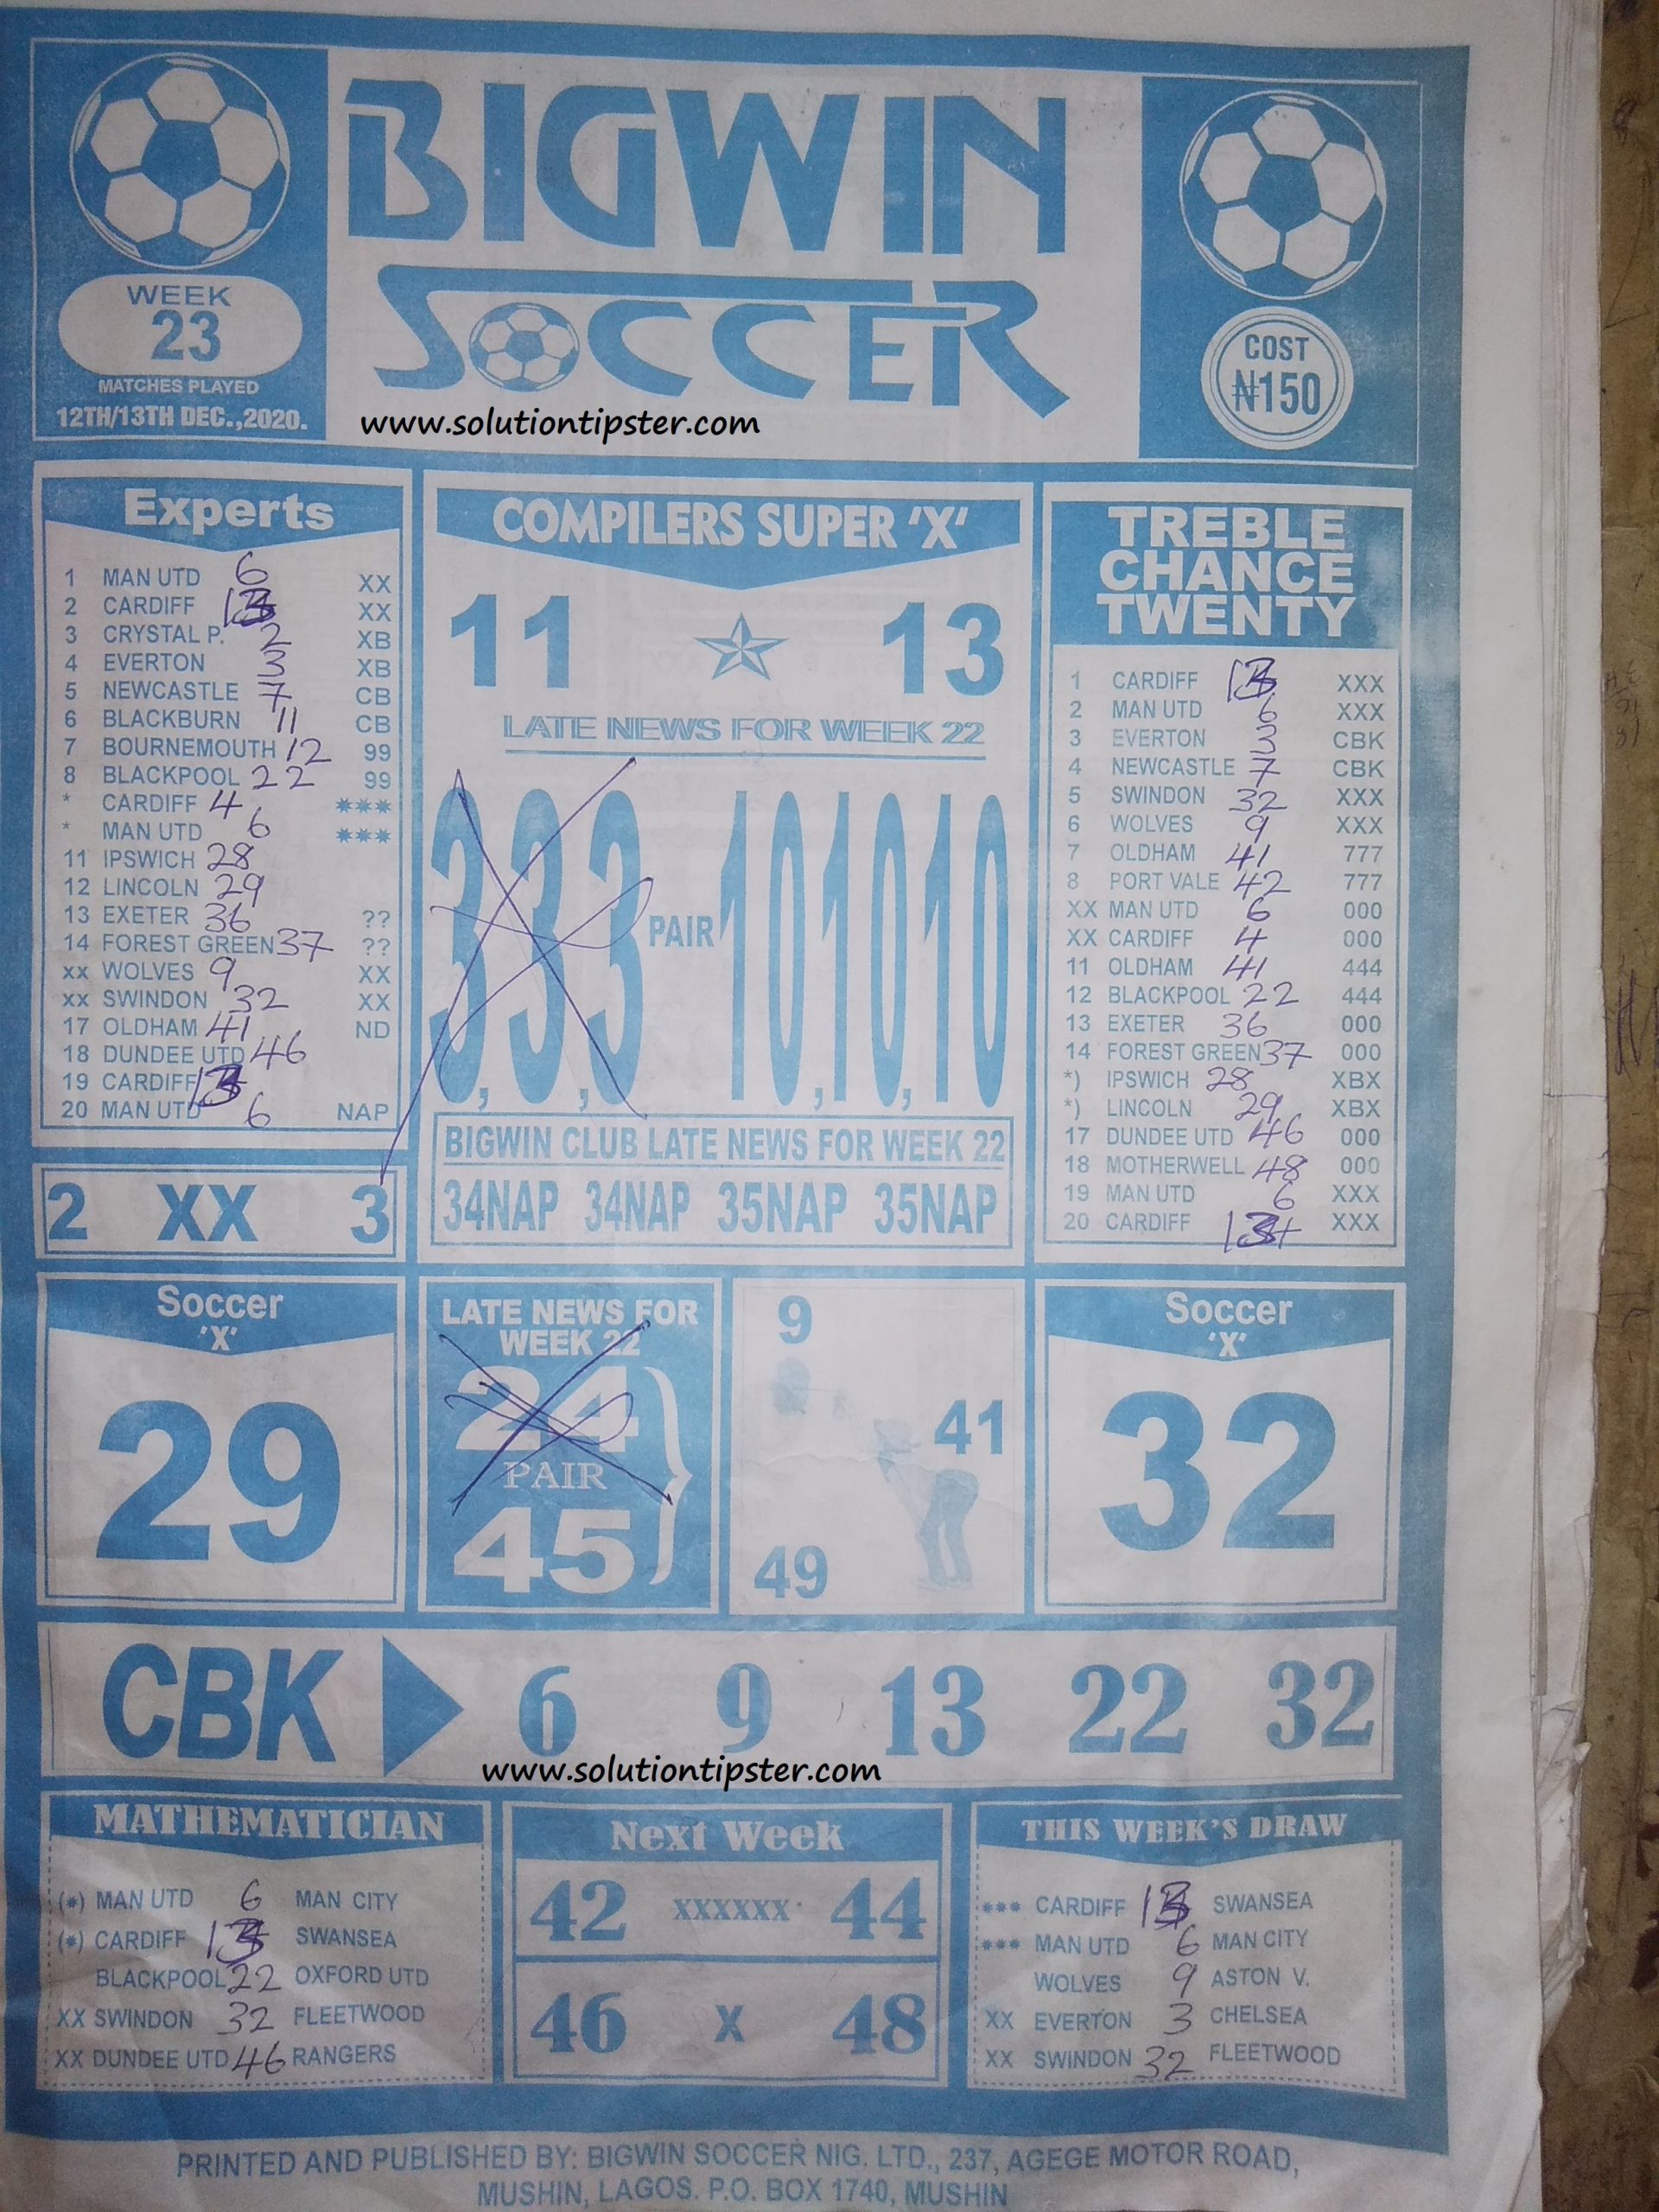 BIGWIN
SOCCER
WEEK
23
MATCHES PLAYED
12TH/13TH DEC.,2020.
COST
₦150
www.solutiontipster.com
Experts
1 MAN UTD 6 XX
2 CARDIFF 13 XX
3 CRYSTAL P. 2 XB
4 EVERTON 3 XB
5 NEWCASTLE 7 CB
6 BLACKBURN 11 CB
7 BOURNEMOUTH 12 99
8 BLACKPOOL 22 99
* CARDIFF 4 ***
* MAN UTD 6 ***
11 IPSWICH 28
12 LINCOLN 29
13 EXETER 36 ??
14 FOREST GREEN 37 ??
xx WOLVES 9 XX
xx SWINDON 32 XX
17 OLDHAM 41 ND
18 DUNDEE UTD 46
19 CARDIFF 13
20 MAN UTD 6 NAP
2 XX 3
COMPILERS SUPER 'X'
11 13
LATE NEWS FOR WEEK 22
3,3,3 PAIR 10,10,10
BIGWIN CLUB LATE NEWS FOR WEEK 22
34NAP 34NAP 35NAP 35NAP
TREBLE
CHANCE
TWENTY
1 CARDIFF 13 XXX
2 MAN UTD 6 XXX
3 EVERTON 3 CBK
4 NEWCASTLE 7 CBK
5 SWINDON 32 XXX
6 WOLVES 9 XXX
7 OLDHAM 41 777
8 PORT VALE 42 777
XX MAN UTD 6 000
XX CARDIFF 4 000
11 OLDHAM 41 444
12 BLACKPOOL 22 444
13 EXETER 36 000
14 FOREST GREEN 37 000
*) IPSWICH 28 XBX
*) LINCOLN 29 XBX
17 DUNDEE UTD 46 000
18 MOTHERWELL 48 000
19 MAN UTD 6 XXX
20 CARDIFF 13 XXX
Soccer
'X'
29
LATE NEWS FOR
WEEK 22
24
PAIR
45
9
41
49
Soccer
'X'
32
CBK 6 9 13 22 32
www.solutiontipster.com
MATHEMATICIAN
(*) MAN UTD 6 MAN CITY
(*) CARDIFF 13 SWANSEA
BLACKPOOL 22 OXFORD UTD
XX SWINDON 32 FLEETWOOD
XX DUNDEE UTD 46 RANGERS
Next Week
42 XXXXXX 44
46 X 48
THIS WEEK'S DRAW
*** CARDIFF 13 SWANSEA
*** MAN UTD 6 MAN CITY
WOLVES 9 ASTON V.
XX EVERTON 3 CHELSEA
XX SWINDON 32 FLEETWOOD
PRINTED AND PUBLISHED BY: BIGWIN SOCCER NIG. LTD., 237, AGEGE MOTOR ROAD,
MUSHIN, LAGOS. P.O. BOX 1740, MUSHIN